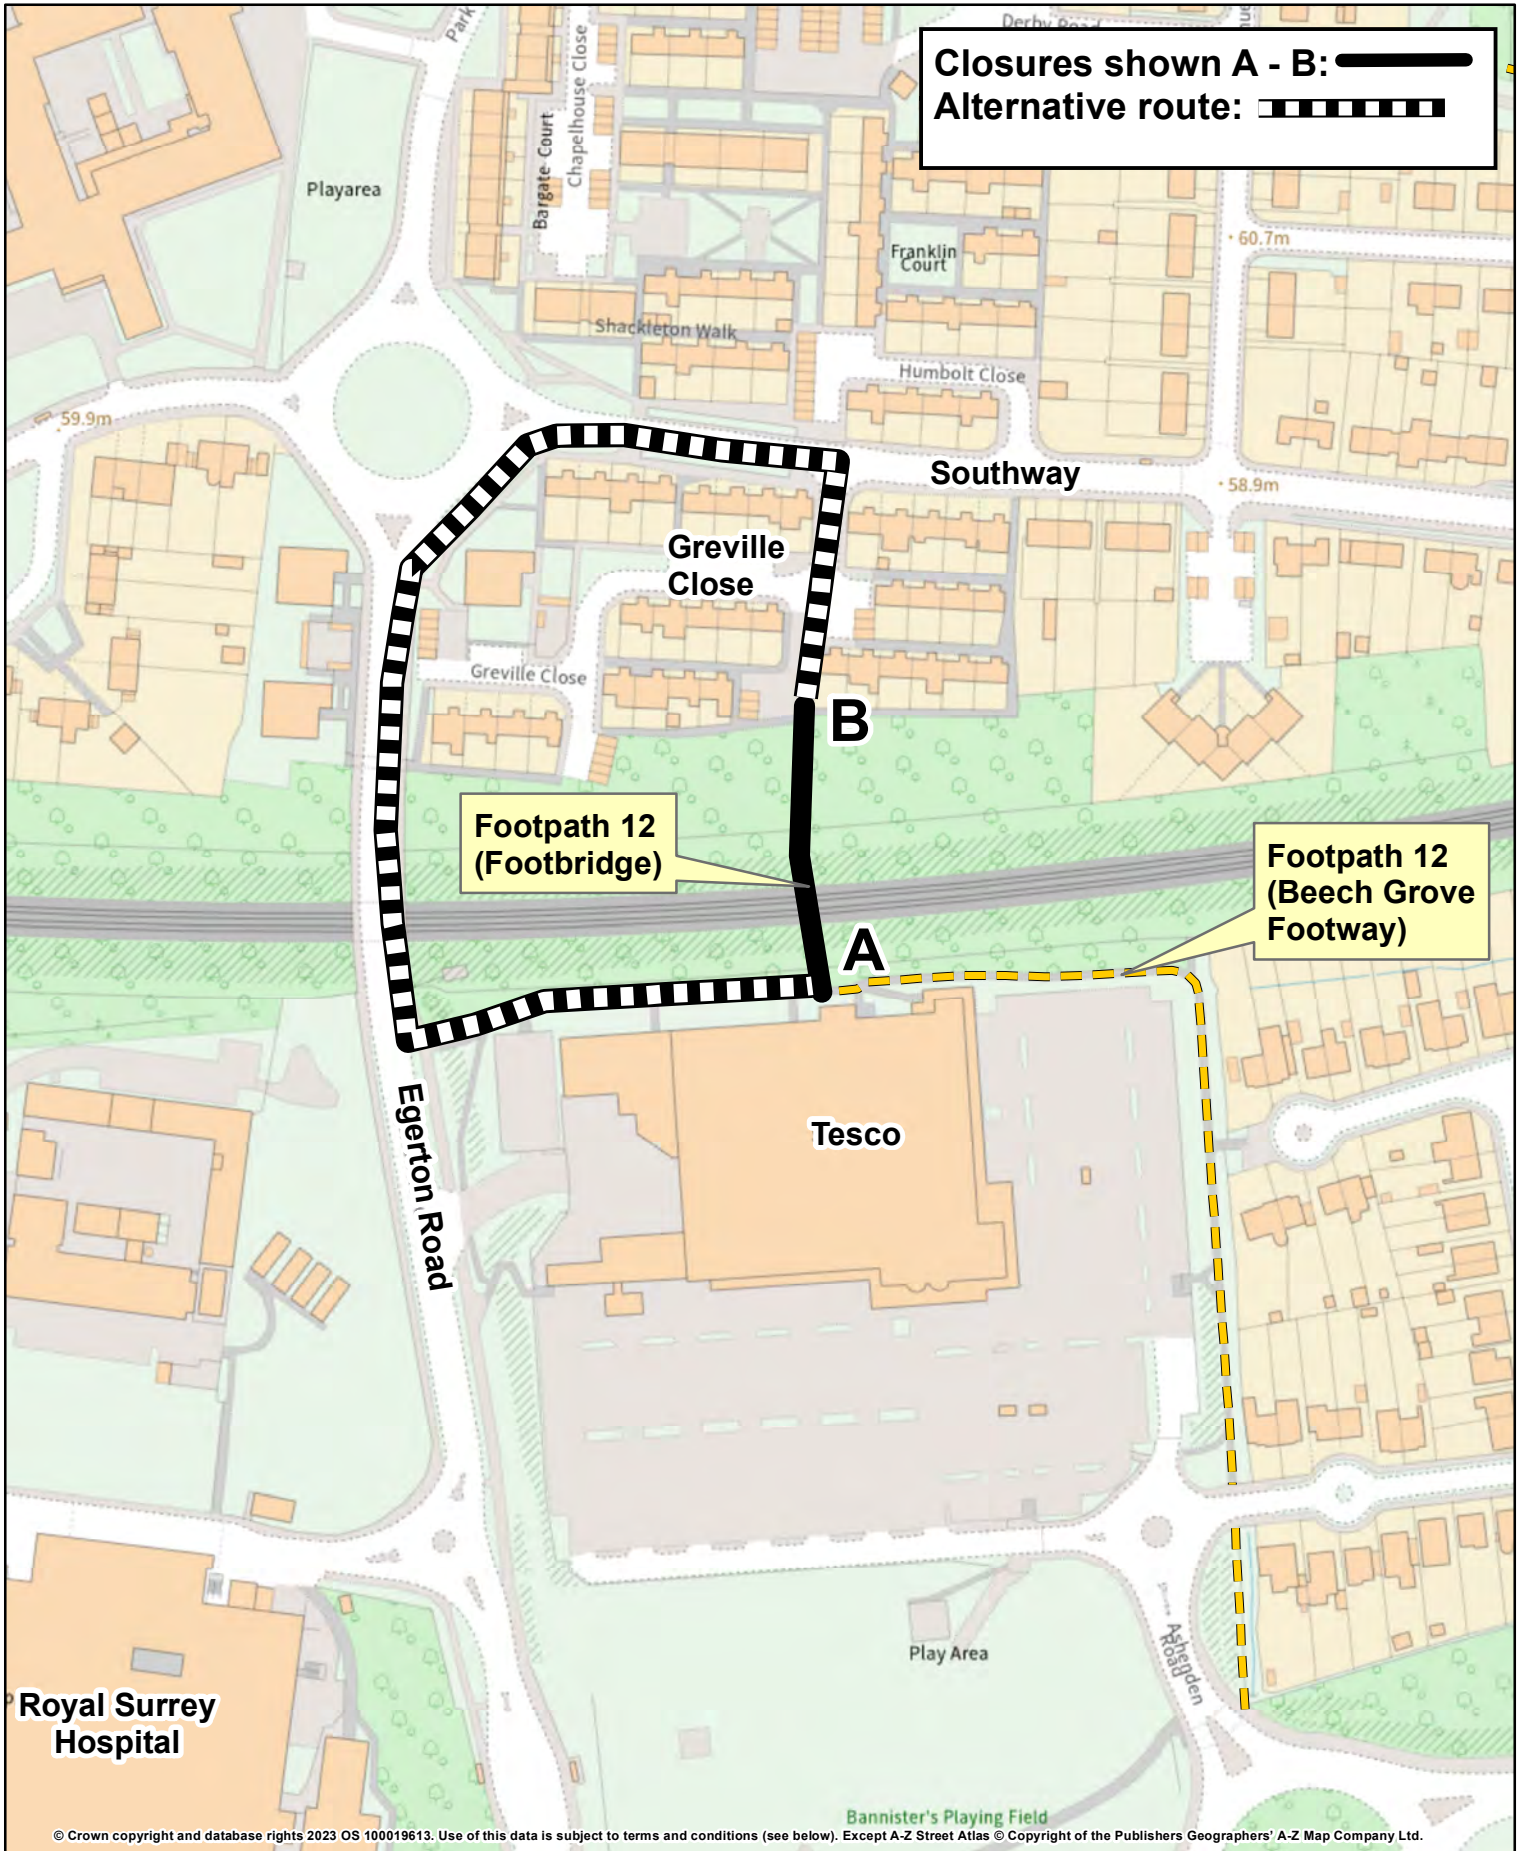 Park
Chapelhouse Close
Bargate Court
Derby Road
Closures shown A - B:
Alternative route:
Playarea
60.7m
Franklin
Court
Shackleton Walk
Humbolt Close
59.9m
Southway
58.9m
Greville
Close
Greville Close
B
Footpath 12
(Footbridge)
Footpath 12
(Beech Grove
Footway)
A
Egerton Road
Tesco
Ashenden
Road
Play Area
Royal Surrey
Hospital
Bannister's Playing Field
© Crown copyright and database rights 2023 OS 100019613. Use of this data is subject to terms and conditions (see below). Except A-Z Street Atlas © Copyright of the Publishers Geographers' A-Z Map Company Ltd.